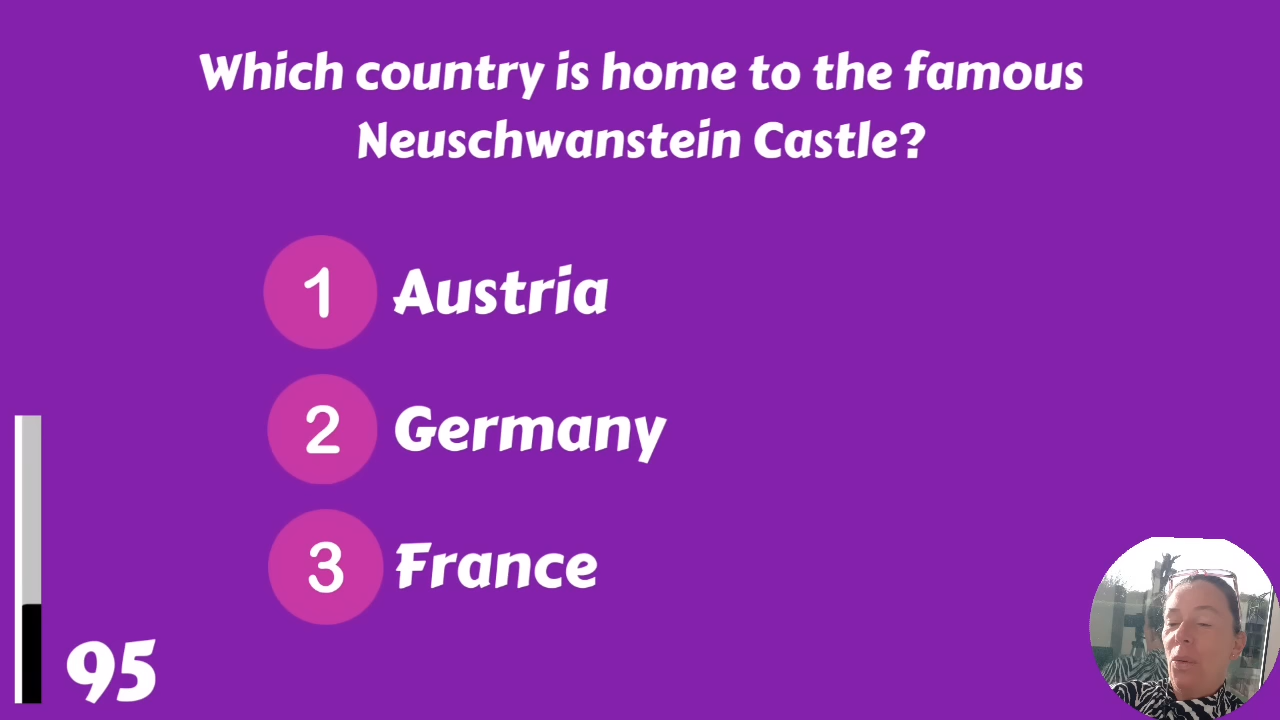 Which country is home to the famous
Neuschwanstein Castle?
1 Austria
2 Germany
3 France
95